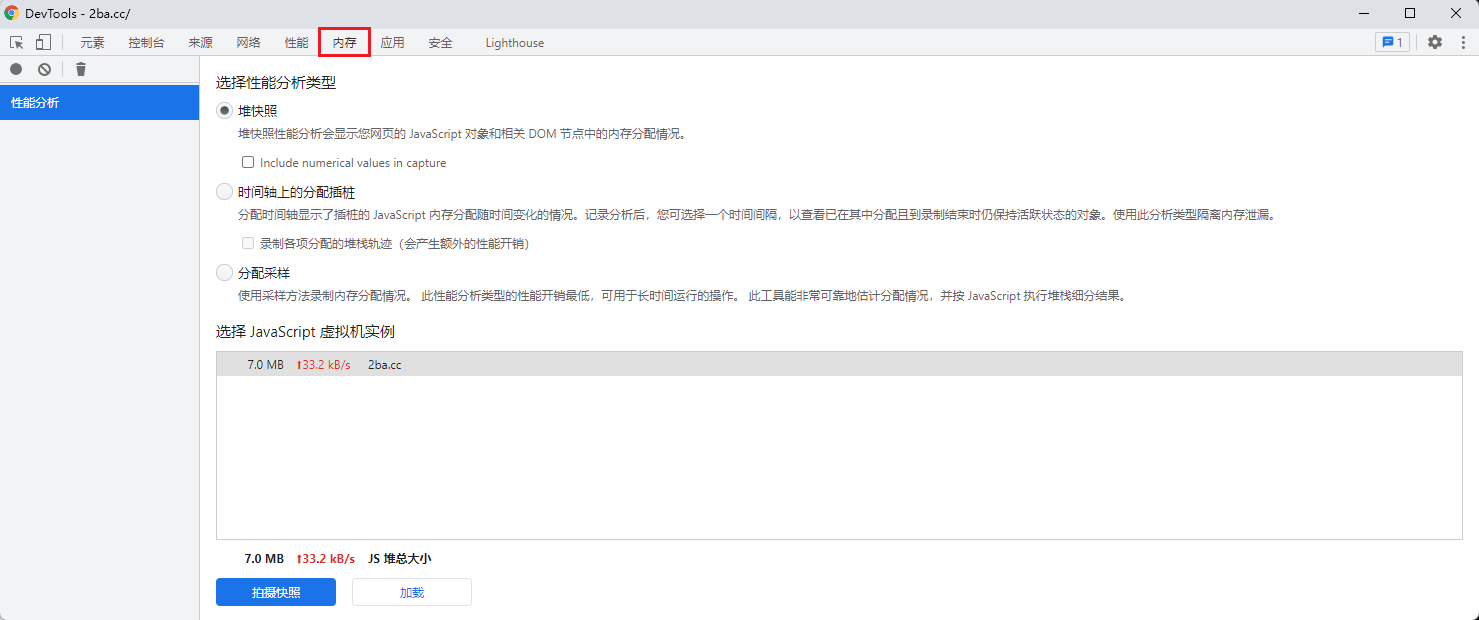 DevTools - 2ba.cc/
元素 控制台 来源 网络 性能 内存 应用 安全 Lighthouse 1
性能分析
选择性能分析类型
堆快照
堆快照性能分析会显示您网页的 JavaScript 对象和相关 DOM 节点中的内存分配情况。
Include numerical values in capture
时间轴上的分配插桩
分配时间轴显示了插桩的 JavaScript 内存分配随时间变化的情况。记录分析后，您可选择一个时间间隔，以查看已在其中分配且到录制结束时仍保持活跃状态的对象。使用此分析类型隔离内存泄漏。
录制各项分配的堆栈轨迹（会产生额外的性能开销）
分配采样
使用采样方法录制内存分配情况。 此性能分析类型的性能开销最低，可用于长时间运行的操作。 此工具能非常可靠地估计分配情况，并按 JavaScript 执行堆栈细分结果。
选择 JavaScript 虚拟机实例
7.0 MB ↑33.2 kB/s 2ba.cc
7.0 MB ↑33.2 kB/s JS 堆总大小
拍摄快照 加载